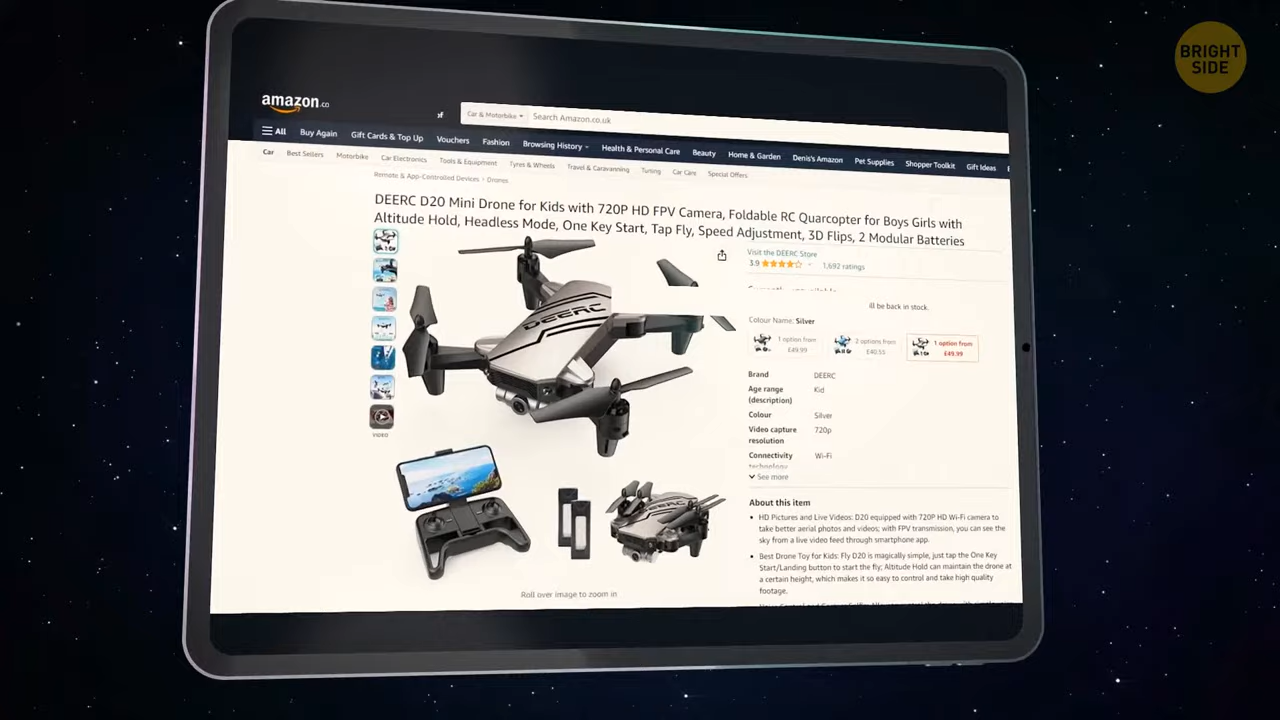 BRIGHT
SIDE
amazon.co
Car & Motorbike
Search Amazon.co.uk
All Buy Again Gift Cards & Top Up Vouchers Fashion Browsing History Health & Personal Care Beauty Home & Garden Denis's Amazon Pet Supplies Shopper Toolkit Gift Ideas
Car Best Sellers Motorbike Car Electronics Tools & Equipment Tyres & Wheels Travel & Caravanning Tuning Car Care Special Offers
Remote & App-Controlled Devices › Drones
DEERC D20 Mini Drone for Kids with 720P HD FPV Camera, Foldable RC Quarcopter for Boys Girls with
Altitude Hold, Headless Mode, One Key Start, Tap Fly, Speed Adjustment, 3D Flips, 2 Modular Batteries
Visit the DEERC Store
3.9 1,692 ratings
ill be back in stock.
Colour Name: Silver
1 option from
£49.99
2 options from
£40.55
1 option from
£49.99
Brand DEERC
Age range Kid
(description)
Colour Silver
Video capture 720p
resolution
Connectivity Wi-Fi
technology
See more
About this item
• HD Pictures and Live Videos: D20 equipped with 720P HD Wi-Fi camera to
take better aerial photos and videos; with FPV transmission, you can see the
sky from a live video feed through smartphone app.
• Best Drone Toy for Kids: Fly D20 is magically simple, just tap the One Key
Start/Landing button to start the fly; Altitude Hold can maintain the drone at
a certain height, which makes it so easy to control and take high quality
footage.
DEERC
DEERC
VIDEO
Roll over image to zoom in